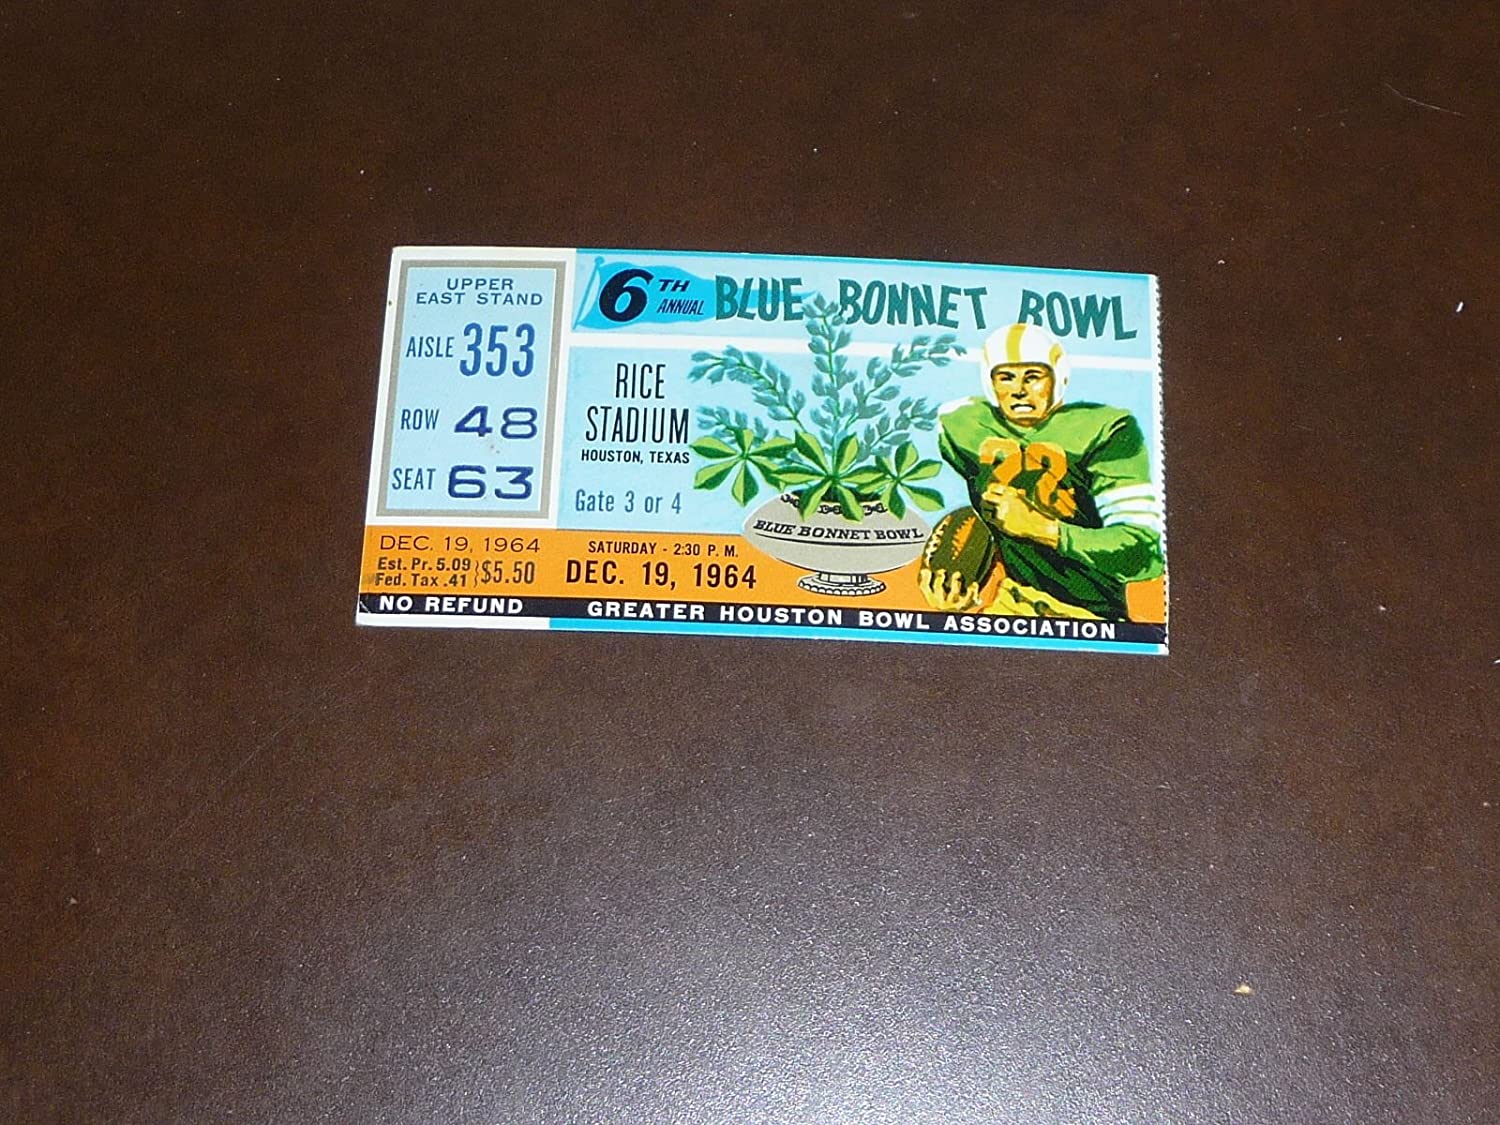 UPPER
EAST STAND
AISLE 353
ROW 48
SEAT 63
DEC. 19, 1964
Est. Pr. 5.09
Fed. Tax .41 } $5.50
NO REFUND
6TH ANNUAL BLUE BONNET BOWL
RICE
STADIUM
HOUSTON, TEXAS
Gate 3 or 4
BLUE BONNET BOWL
22
SATURDAY - 2:30 P. M.
DEC. 19, 1964
GREATER HOUSTON BOWL ASSOCIATION